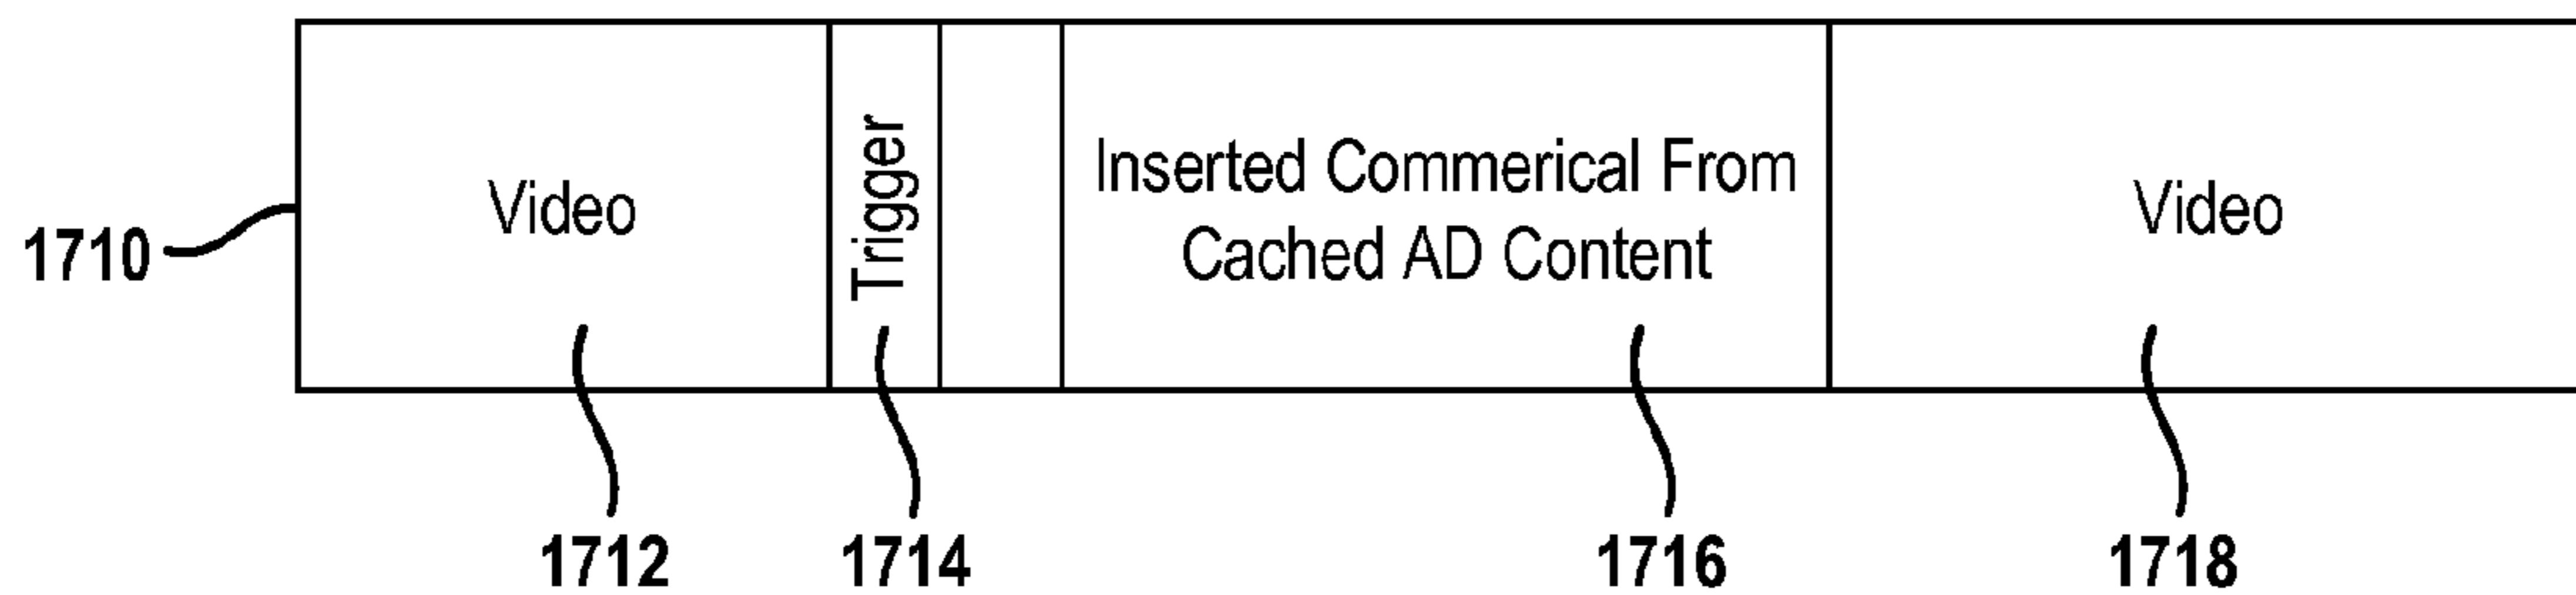 Video
Trigger
Inserted Commerical From
Cached AD Content
Video
1710
1712
1714
1716
1718